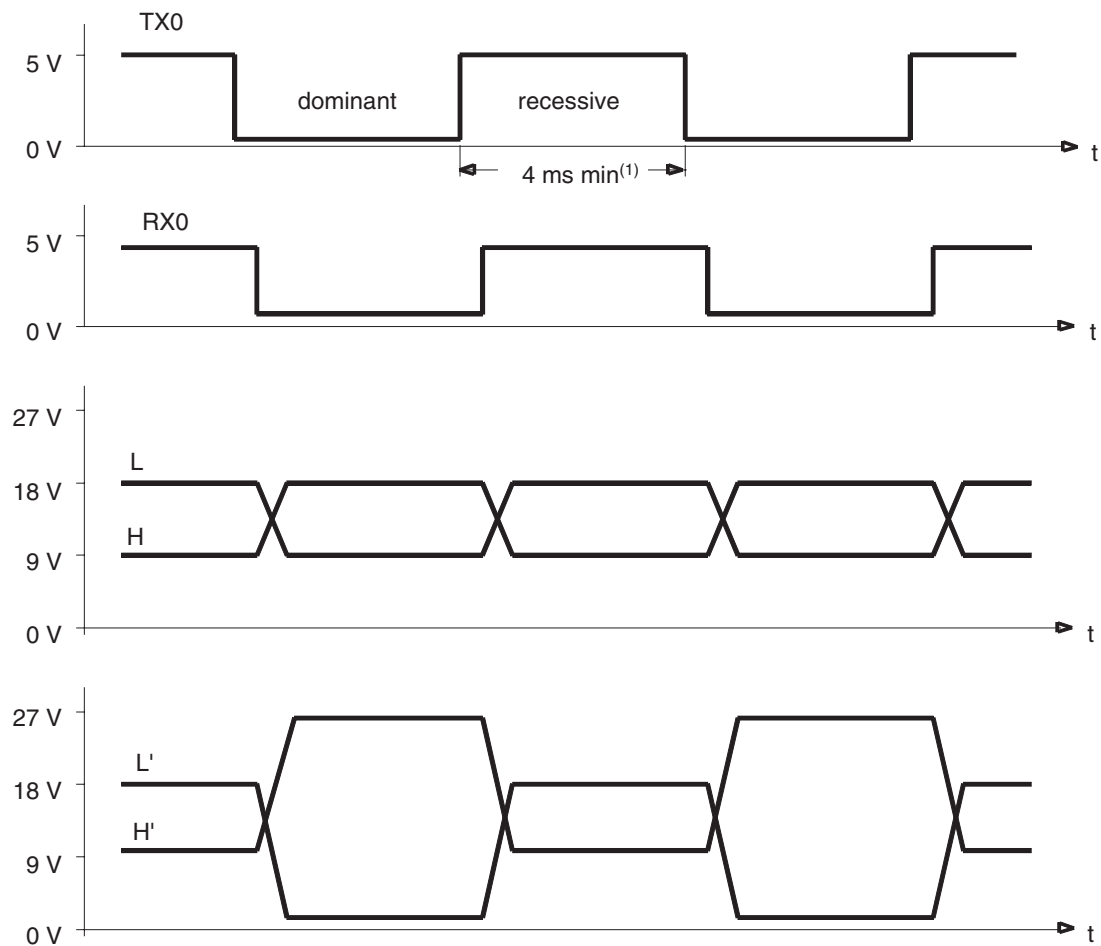 TX0
5 V
dominant
recessive
0 V
t
4 ms min(1)
RX0
5 V
0 V
t
27 V
L
18 V
H
9 V
0 V
t
27 V
L'
18 V
H'
9 V
0 V
t